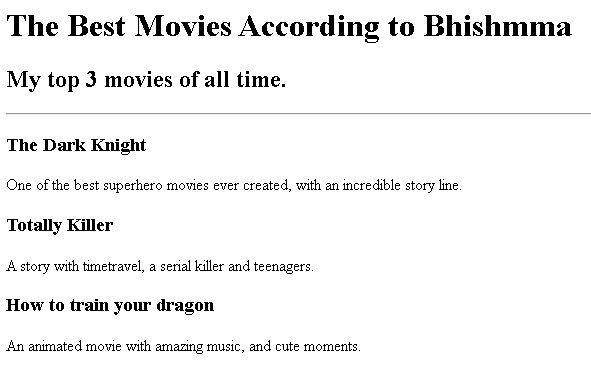 The Best Movies According to Bhishmma
My top 3 movies of all time.
The Dark Knight
One of the best superhero movies ever created, with an incredible story line.
Totally Killer
A story with timetravel, a serial killer and teenagers.
How to train your dragon
An animated movie with amazing music, and cute moments.